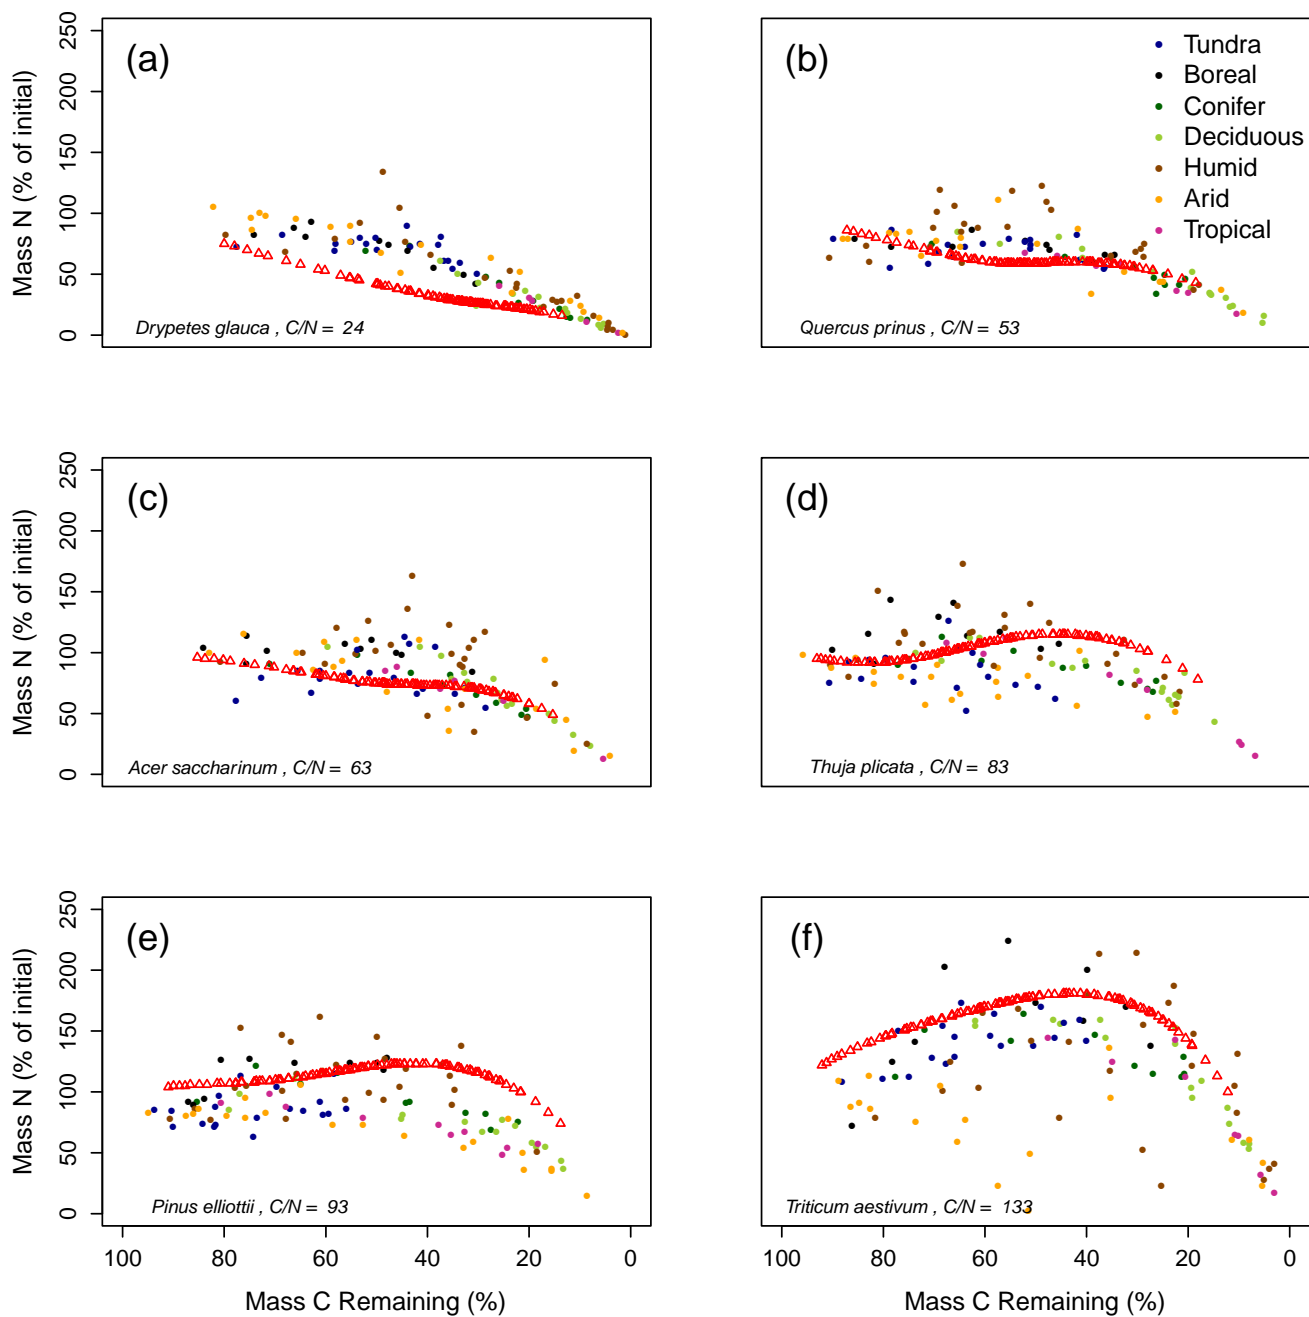 (a)
Mass N (% of initial)
0 50 100 150 200 250
Drypetes glauca , C/N = 24
(b)
Tundra
Boreal
Conifer
Deciduous
Humid
Arid
Tropical
Quercus prinus , C/N = 53
(c)
Mass N (% of initial)
0 50 100 150 200 250
Acer saccharinum , C/N = 63
(d)
Thuja plicata , C/N = 83
(e)
Mass N (% of initial)
0 50 100 150 200 250
Pinus elliottii , C/N = 93
100 80 60 40 20 0
Mass C Remaining (%)
(f)
Triticum aestivum , C/N = 133
100 80 60 40 20 0
Mass C Remaining (%)